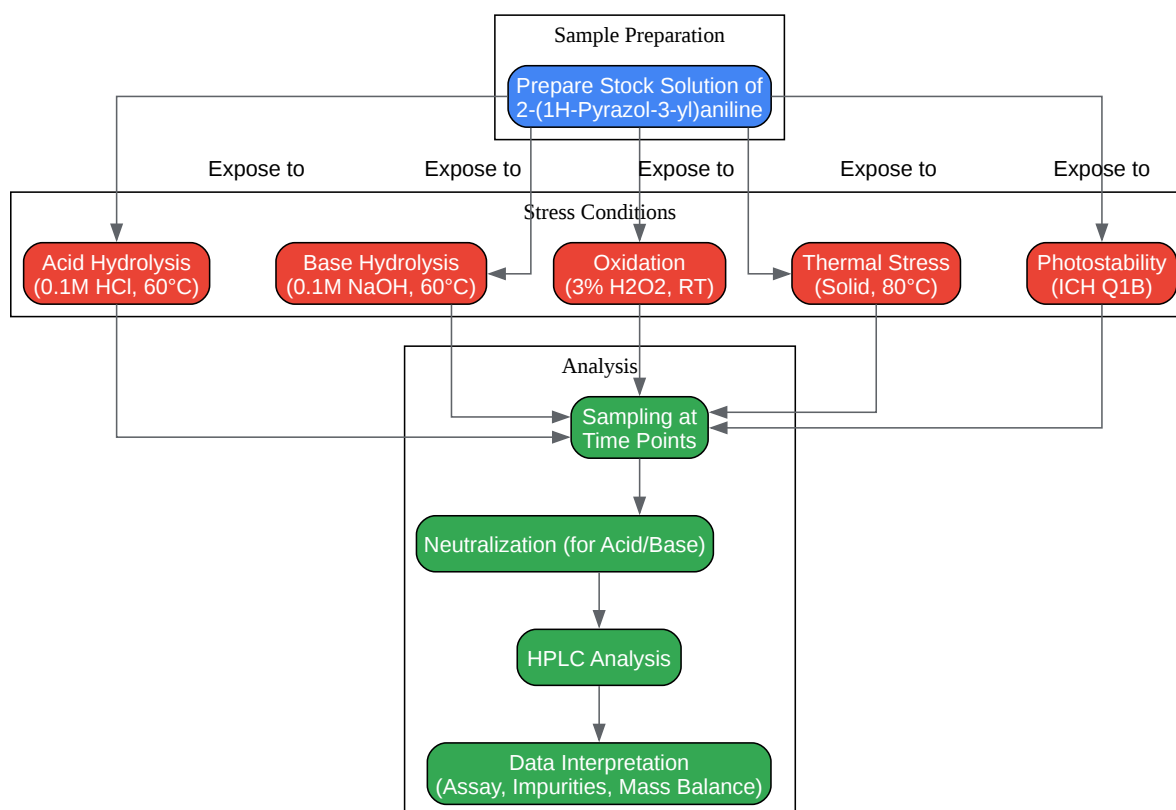 Sample Preparation
Prepare Stock Solution of
2-(1H-Pyrazol-3-yl)aniline
Expose to
Expose to
Expose to
Expose to
Expose to
Stress Conditions
Acid Hydrolysis
(0.1M HCl, 60°C)
Base Hydrolysis
(0.1M NaOH, 60°C)
Oxidation
(3% H2O2, RT)
Thermal Stress
(Solid, 80°C)
Photostability
(ICH Q1B)
Analysis
Sampling at
Time Points
Neutralization (for Acid/Base)
HPLC Analysis
Data Interpretation
(Assay, Impurities, Mass Balance)